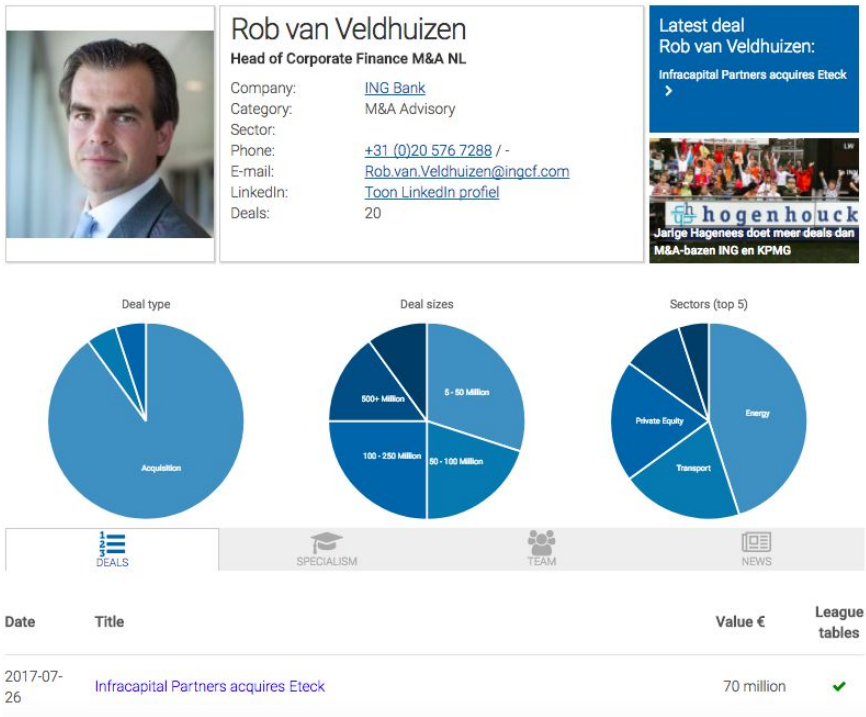 Rob van Veldhuizen
Head of Corporate Finance M&A NL
Company: ING Bank
Category: M&A Advisory
Sector:
Phone: +31 (0)20 576 7288 / -
E-mail: Rob.van.Veldhuizen@ingcf.com
LinkedIn: Toon LinkedIn profiel
Deals: 20
Latest deal
Rob van Veldhuizen:
Infracapital Partners acquires Eteck
LW
hogenhouck
Jarige Hagenees doet meer deals dan
M&A-bazen ING en KPMG
Deal type
Acquisition
Deal sizes
500+ Million
5 - 50 Million
100 - 250 Million
50 - 100 Million
Sectors (top 5)
Energy
Private Equity
Transport
DEALS
SPECIALISM
TEAM
NEWS
Date Title Value € League
tables
2017-07-
26
Infracapital Partners acquires Eteck 70 million